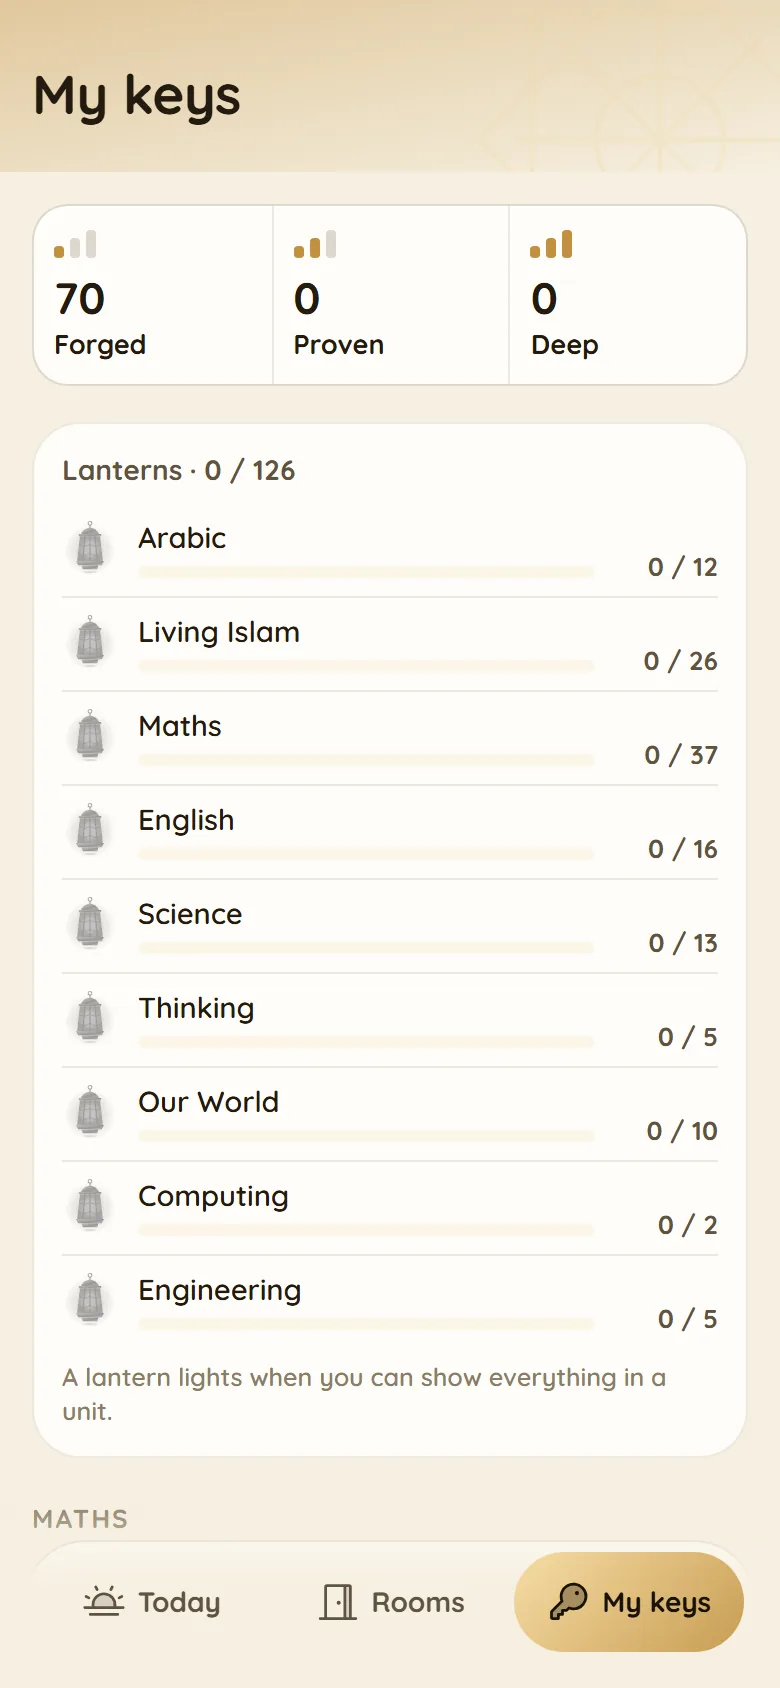 My keys
70
Forged
0
Proven
0
Deep
Lanterns · 0 / 126
Arabic
0 / 12
Living Islam
0 / 26
Maths
0 / 37
English
0 / 16
Science
0 / 13
Thinking
0 / 5
Our World
0 / 10
Computing
0 / 2
Engineering
0 / 5
A lantern lights when you can show everything in a
unit.
MATHS
Today
Rooms
My keys